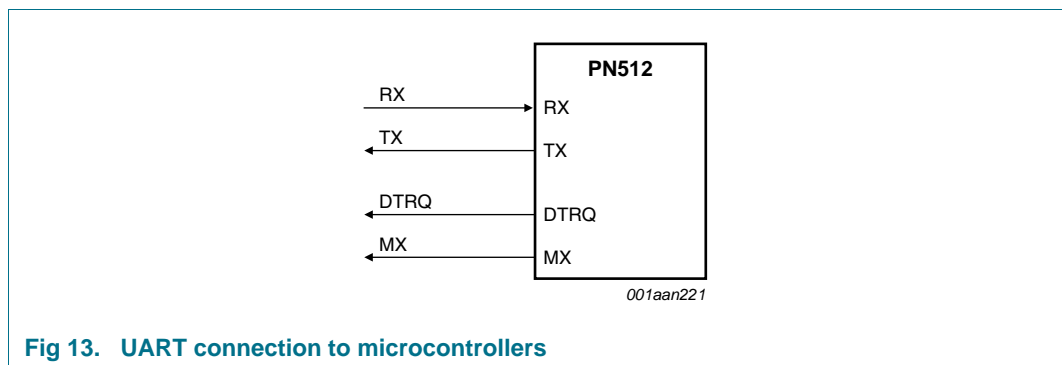 PN512
RX RX
TX TX
DTRQ DTRQ
MX MX
001aan221
Fig 13. UART connection to microcontrollers